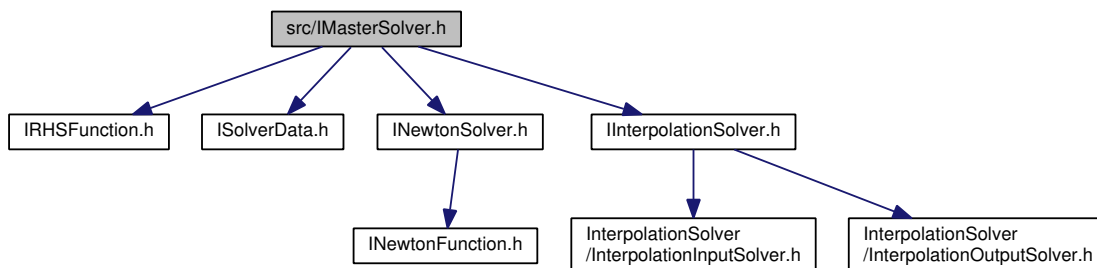 src/IMasterSolver.h
IRHSFunction.h
ISolverData.h
INewtonSolver.h
IInterpolationSolver.h
INewtonFunction.h
InterpolationSolver
/InterpolationInputSolver.h
InterpolationSolver
/InterpolationOutputSolver.h